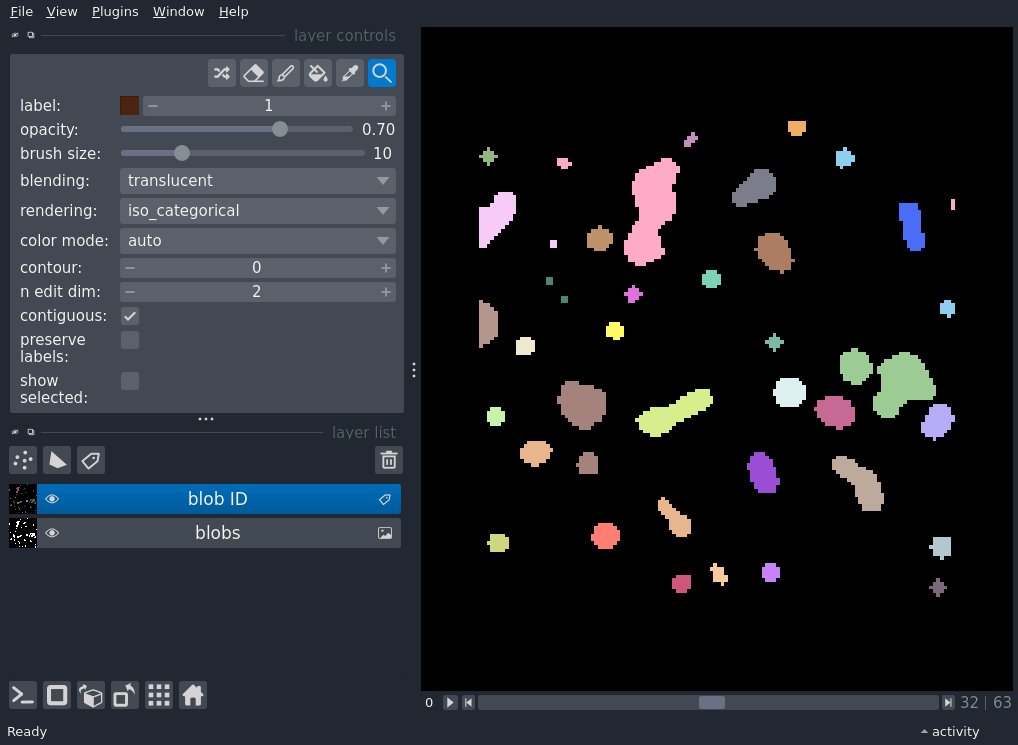 File View Plugins Window Help
layer controls
label: 1
opacity: 0.70
brush size: 10
blending: translucent
rendering: iso_categorical
color mode: auto
contour: 0
n edit dim: 2
contiguous:
preserve
labels:
show
selected:
layer list
blob ID
blobs
0 32 | 63
Ready activity